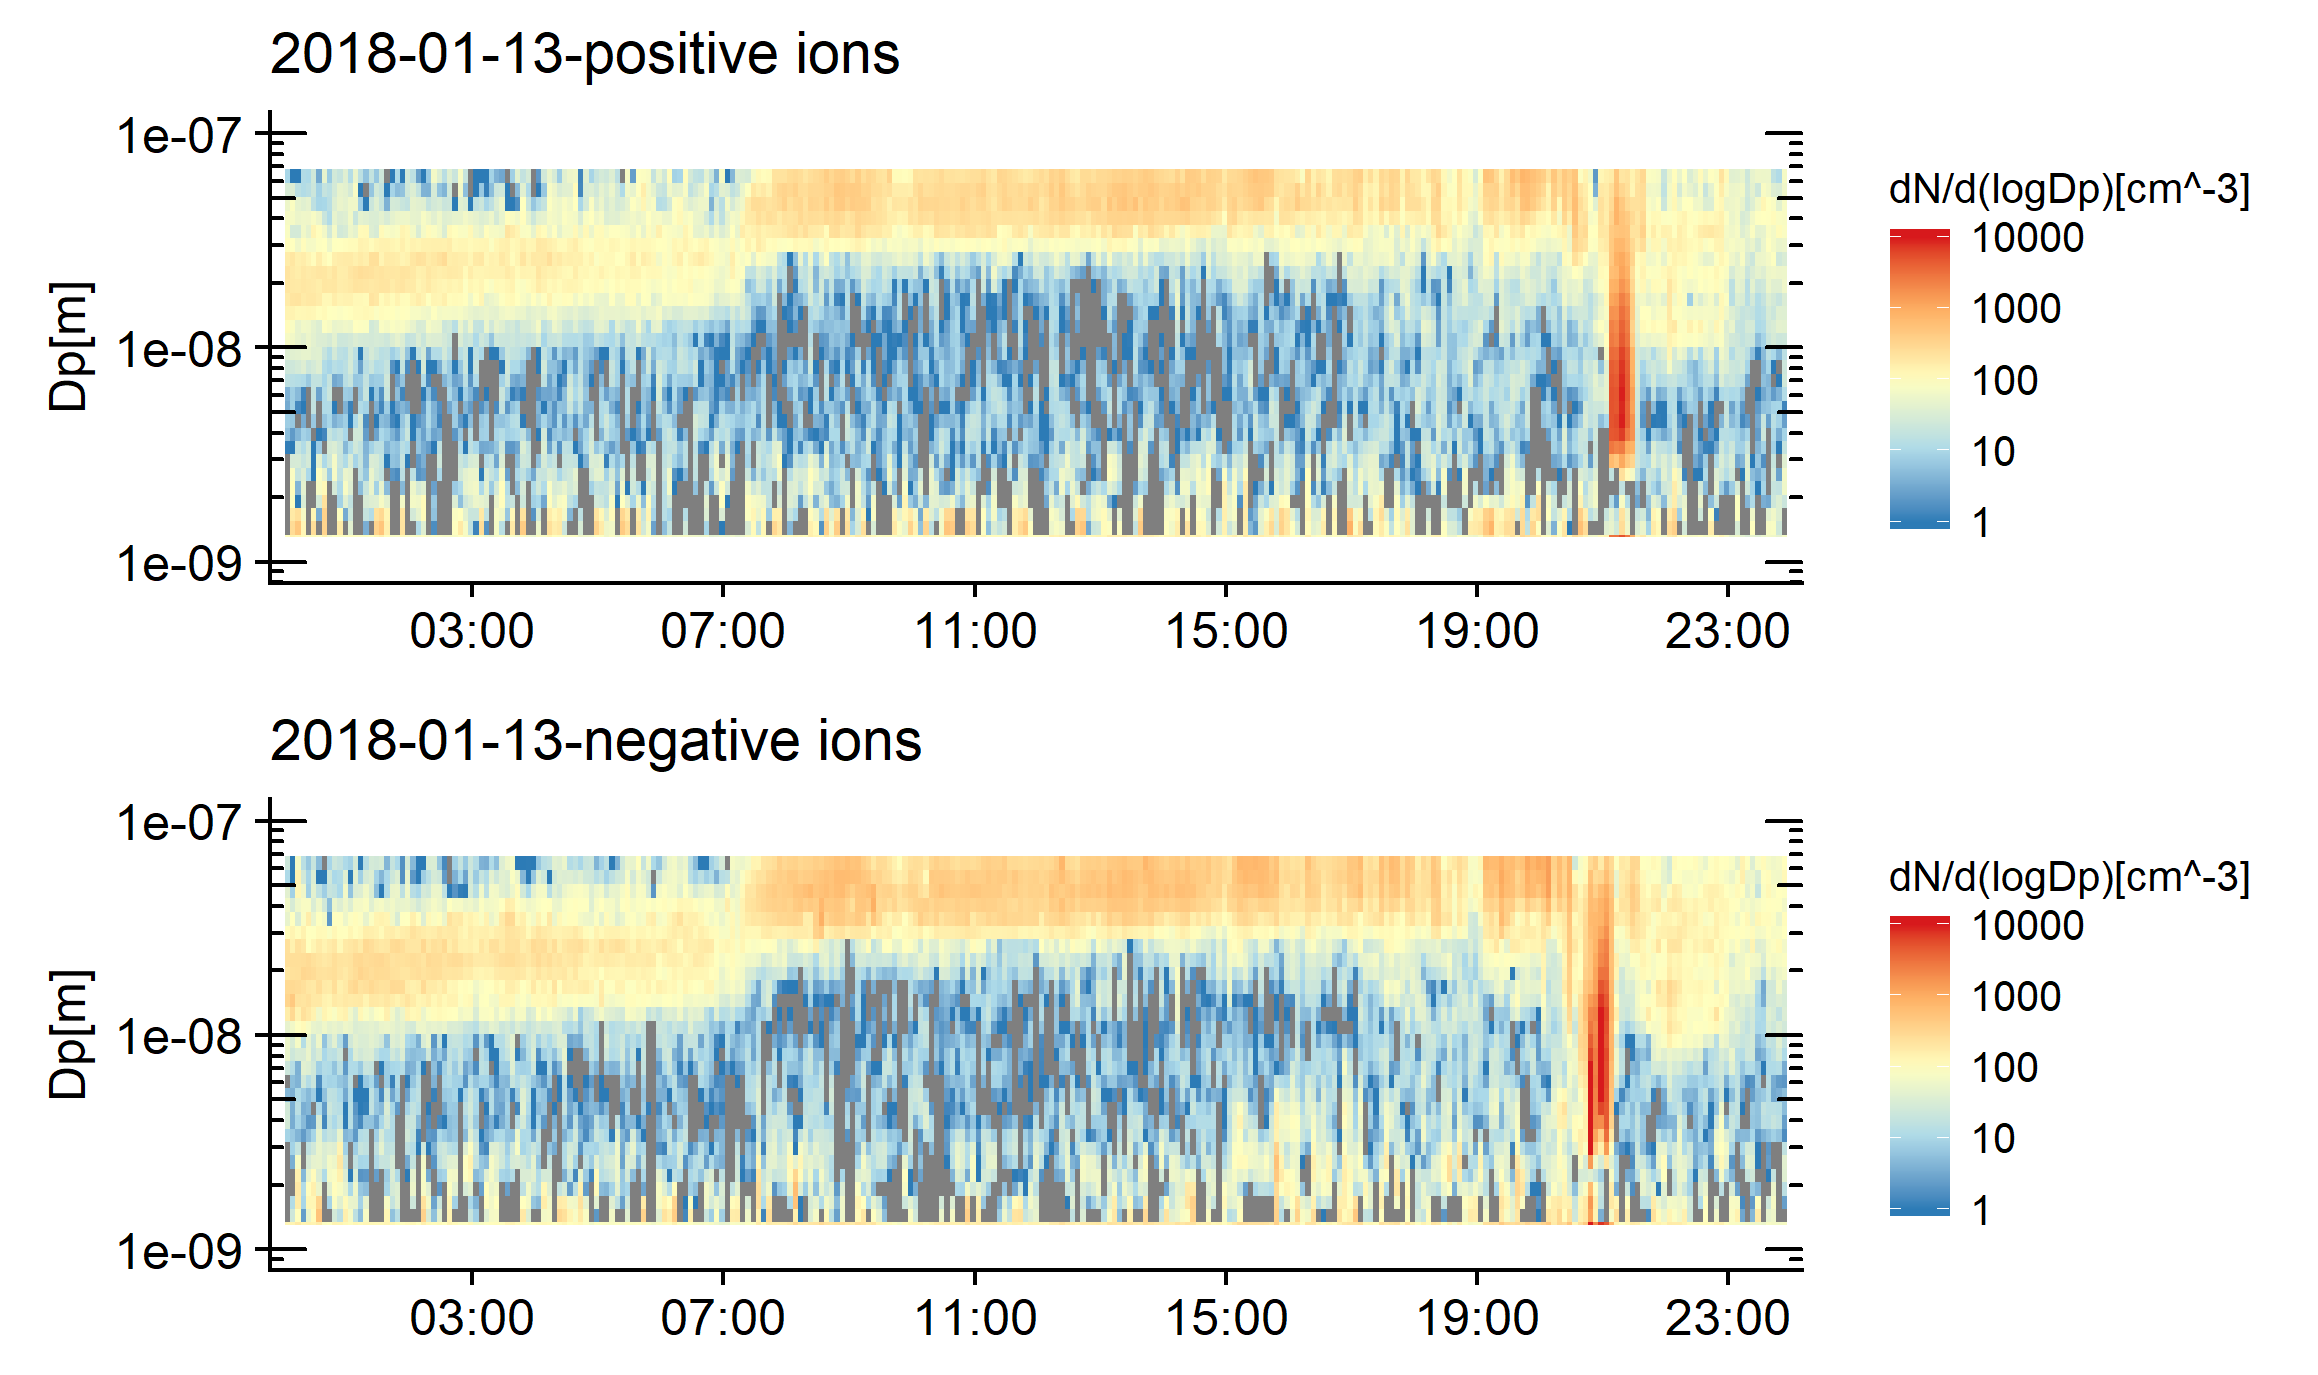 2018-01-13-positive ions
1e-07
1e-08
1e-09
Dp[m]
03:00 07:00 11:00 15:00 19:00 23:00
dN/d(logDp)[cm^-3]
10000
1000
100
10
1
2018-01-13-negative ions
1e-07
1e-08
1e-09
Dp[m]
03:00 07:00 11:00 15:00 19:00 23:00
dN/d(logDp)[cm^-3]
10000
1000
100
10
1